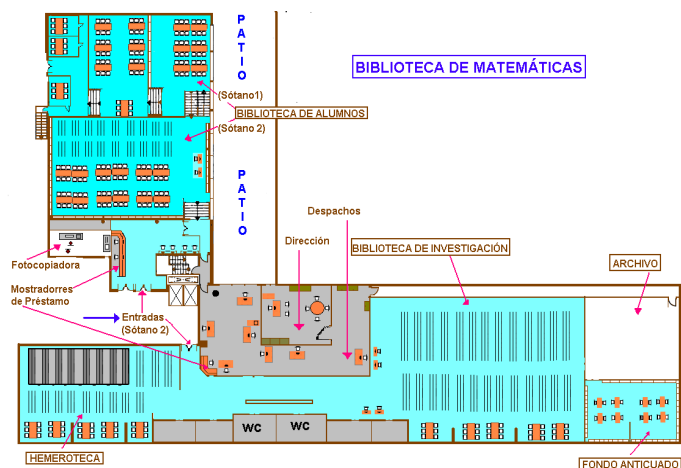 PATIO
BIBLIOTECA DE MATEMÁTICAS
(Sótano1)
BIBLIOTECA DE ALUMNOS
(Sótano 2)
PATIO
Despachos
Dirección
BIBLIOTECA DE INVESTIGACIÓN
ARCHIVO
Fotocopiadora
Mostradorres
de Préstamo
Entradas
(Sótano 2)
WC
WC
HEMEROTECA
FONDO ANTICUADO